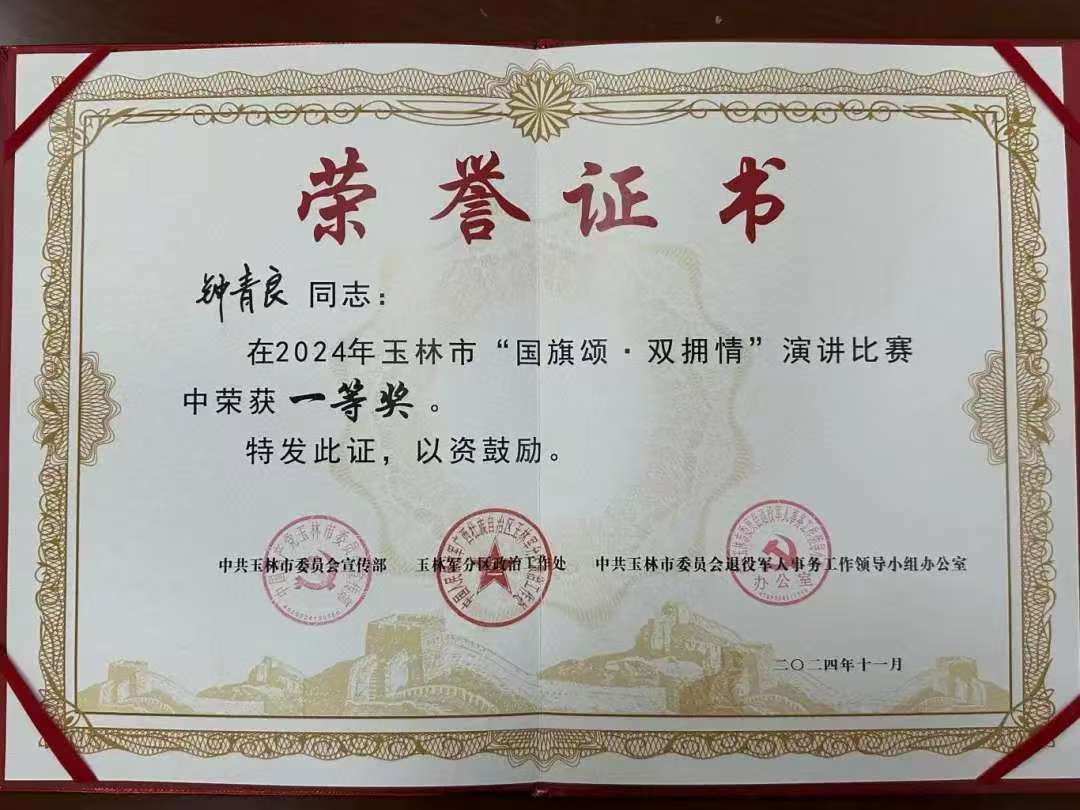 荣誉证书
钟青良 同志：
在2024年玉林市“国旗颂·双拥情”演讲比赛
中荣获 一等奖 。
特发此证，以资鼓励。
中共玉林市委员会宣传部 玉林军分区政治工作处 中共玉林市委员会退役军人事务工作领导小组办公室
二〇二四年十一月